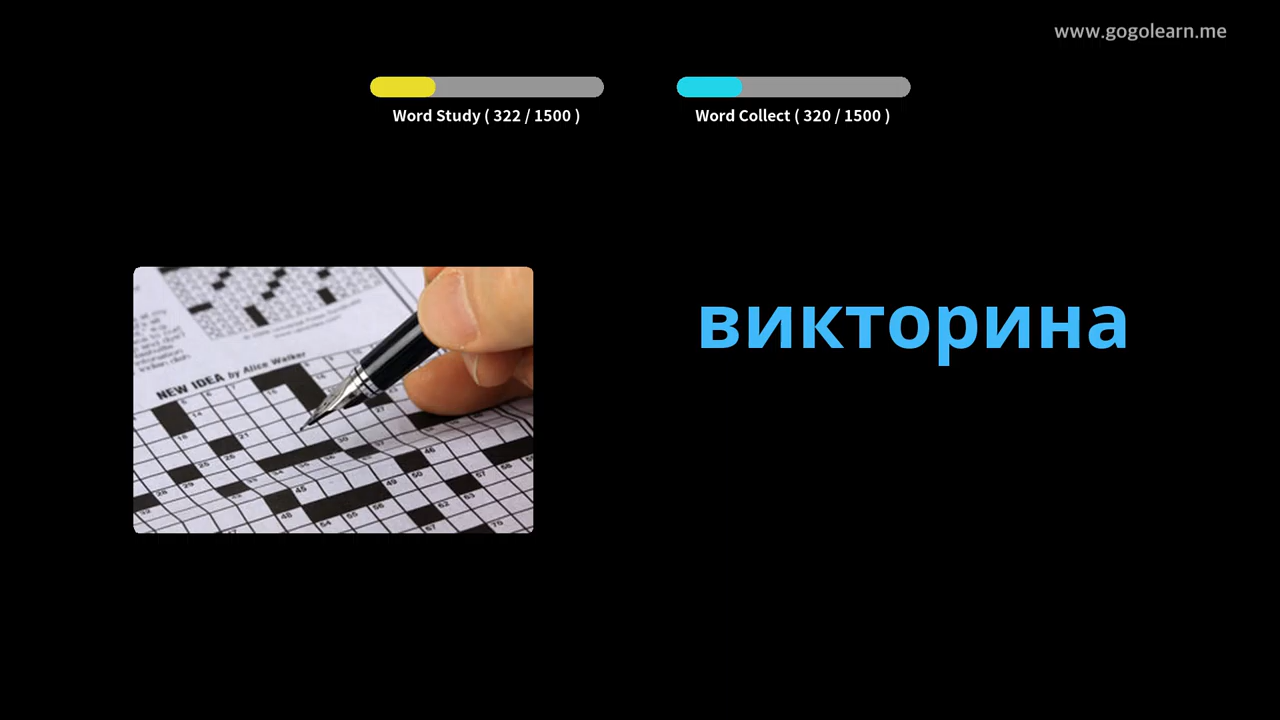 www.gogolearn.me
Word Study ( 322 / 1500 )
Word Collect ( 320 / 1500 )
NEW IDEA by Alice Walker
викторина